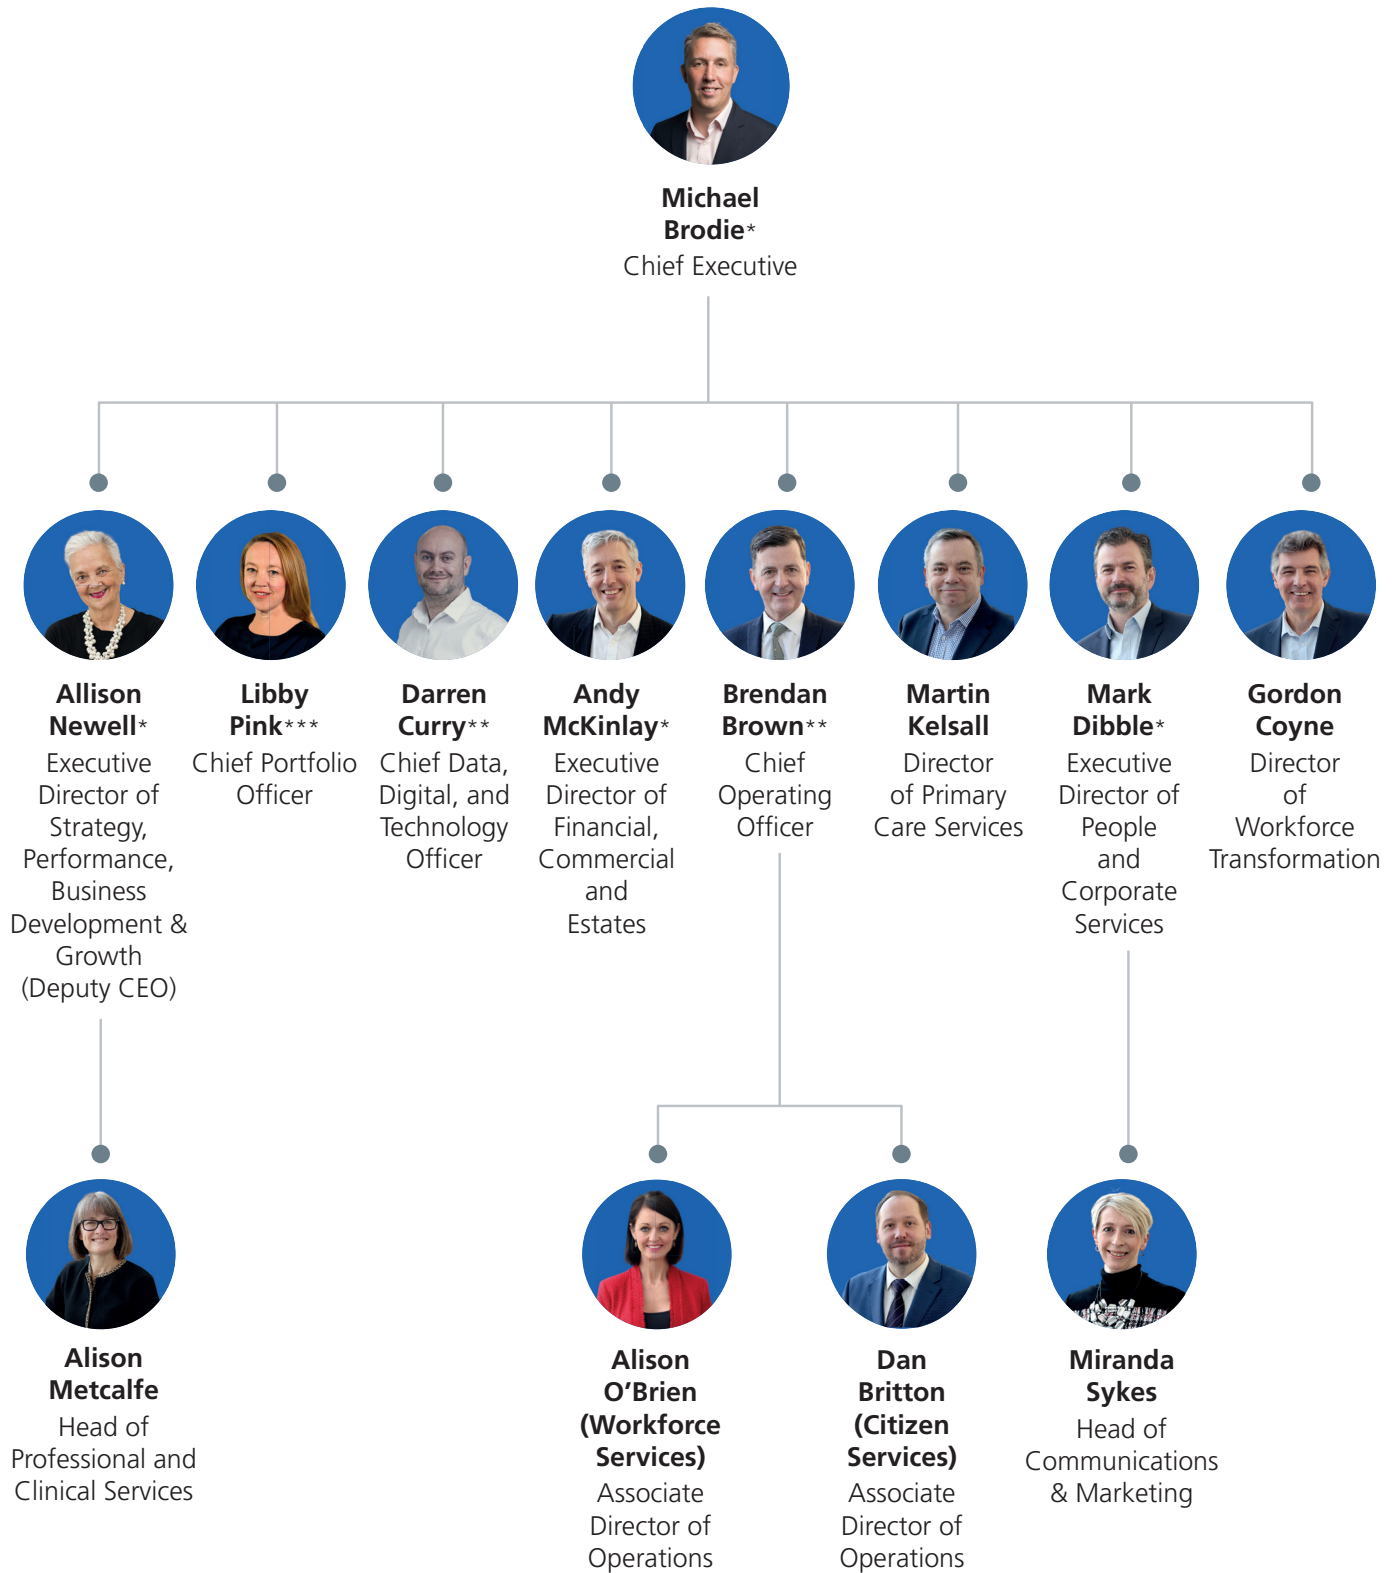 Michael
Brodie*
Chief Executive
Allison
Newell*
Executive
Director of
Strategy,
Performance,
Business
Development &
Growth
(Deputy CEO)
Libby
Pink***
Chief Portfolio
Officer
Darren
Curry**
Chief Data,
Digital, and
Technology
Officer
Andy
McKinlay*
Executive
Director of
Financial,
Commercial
and
Estates
Brendan
Brown**
Chief
Operating
Officer
Martin
Kelsall
Director
of Primary
Care Services
Mark
Dibble*
Executive
Director of
People
and
Corporate
Services
Gordon
Coyne
Director
of
Workforce
Transformation
Alison
Metcalfe
Head of
Professional and
Clinical Services
Alison
O’Brien
(Workforce
Services)
Associate
Director of
Operations
Dan
Britton
(Citizen
Services)
Associate
Director of
Operations
Miranda
Sykes
Head of
Communications
& Marketing